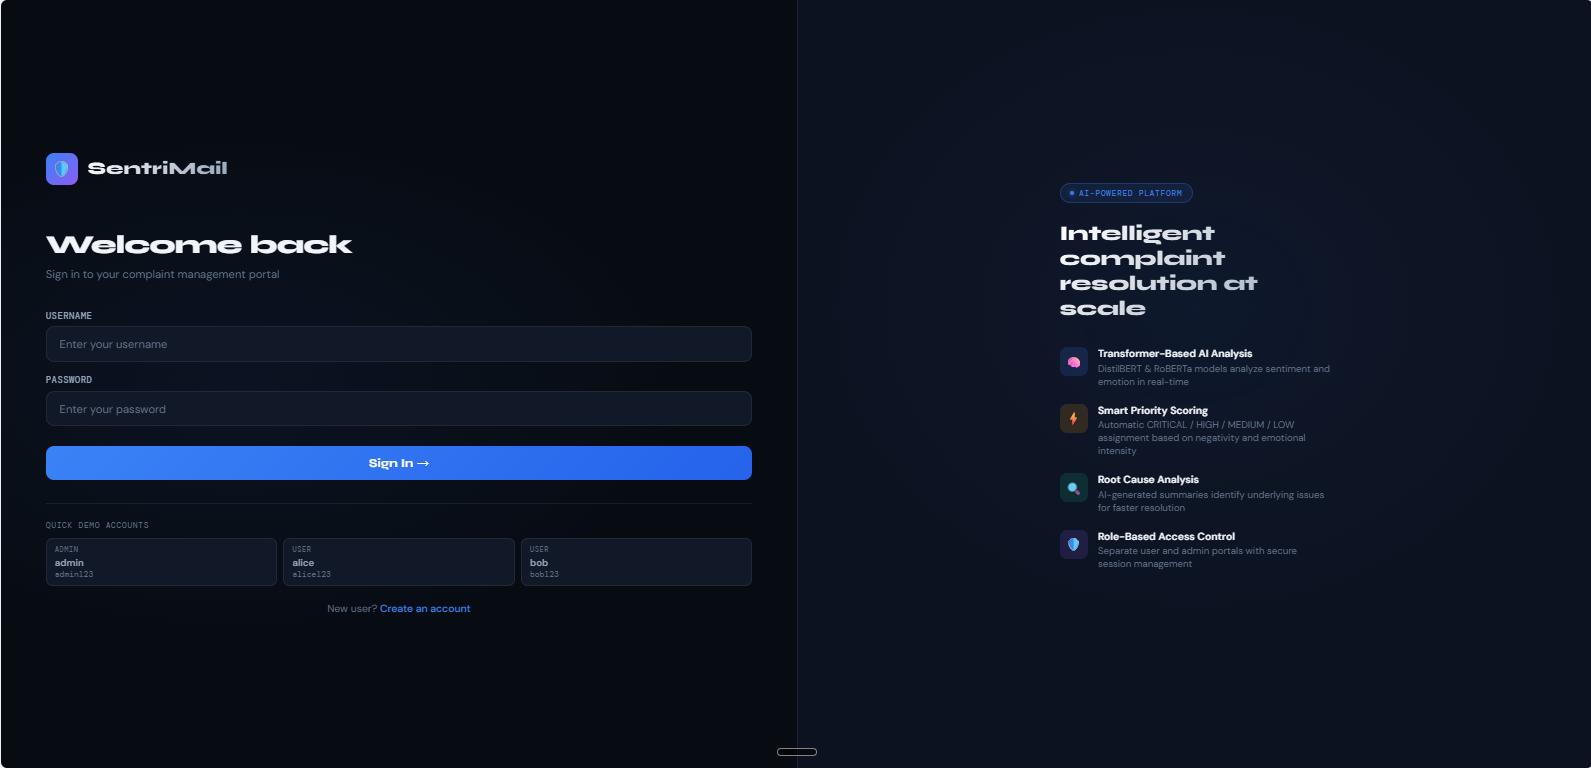 SentriMail
Welcome back
Sign in to your complaint management portal
USERNAME
Enter your username
PASSWORD
Enter your password
Sign In →
QUICK DEMO ACCOUNTS
ADMIN
admin
admin123
USER
alice
alice123
USER
bob
bob123
New user? Create an account
AI-POWERED PLATFORM
Intelligent
complaint
resolution at
scale
Transformer-Based AI Analysis
DistilBERT & RoBERTa models analyze sentiment and
emotion in real-time
Smart Priority Scoring
Automatic CRITICAL / HIGH / MEDIUM / LOW
assignment based on negativity and emotional
intensity
Root Cause Analysis
AI-generated summaries identify underlying issues
for faster resolution
Role-Based Access Control
Separate user and admin portals with secure
session management